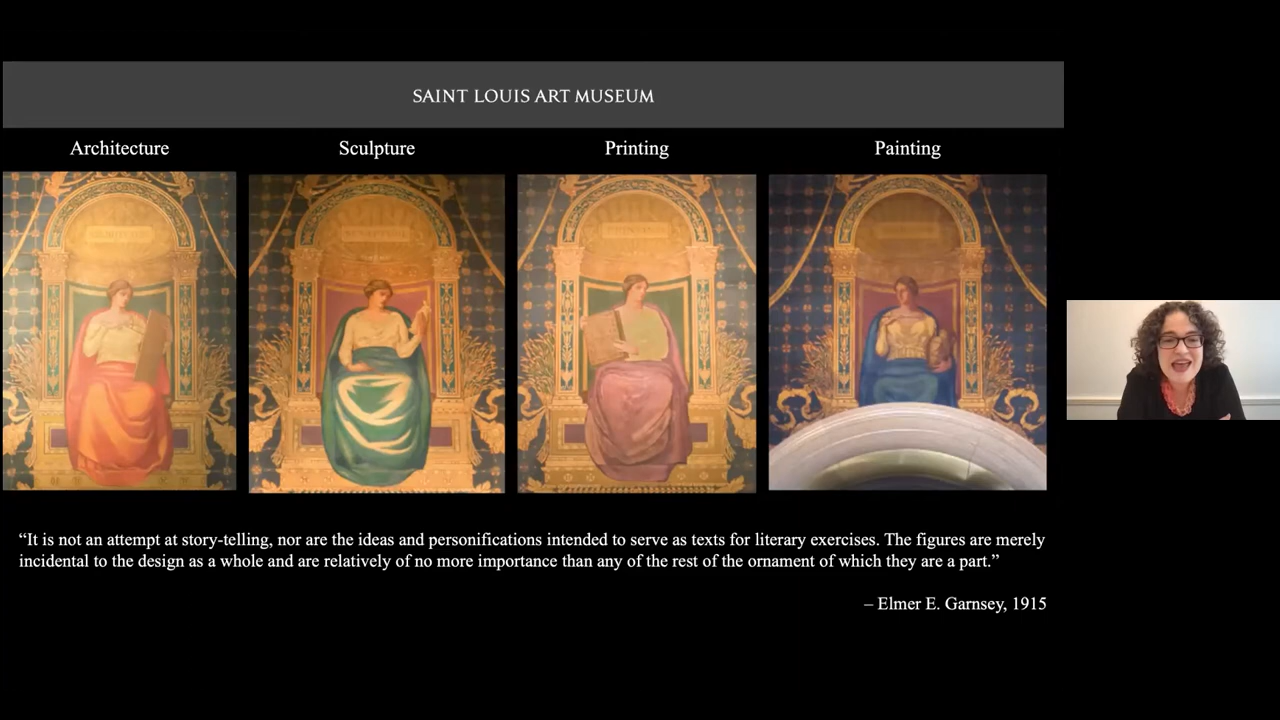 SAINT LOUIS ART MUSEUM
Architecture
Sculpture
Printing
Painting
“It is not an attempt at story-telling, nor are the ideas and personifications intended to serve as texts for literary exercises. The figures are merely
incidental to the design as a whole and are relatively of no more importance than any of the rest of the ornament of which they are a part.”
– Elmer E. Garnsey, 1915